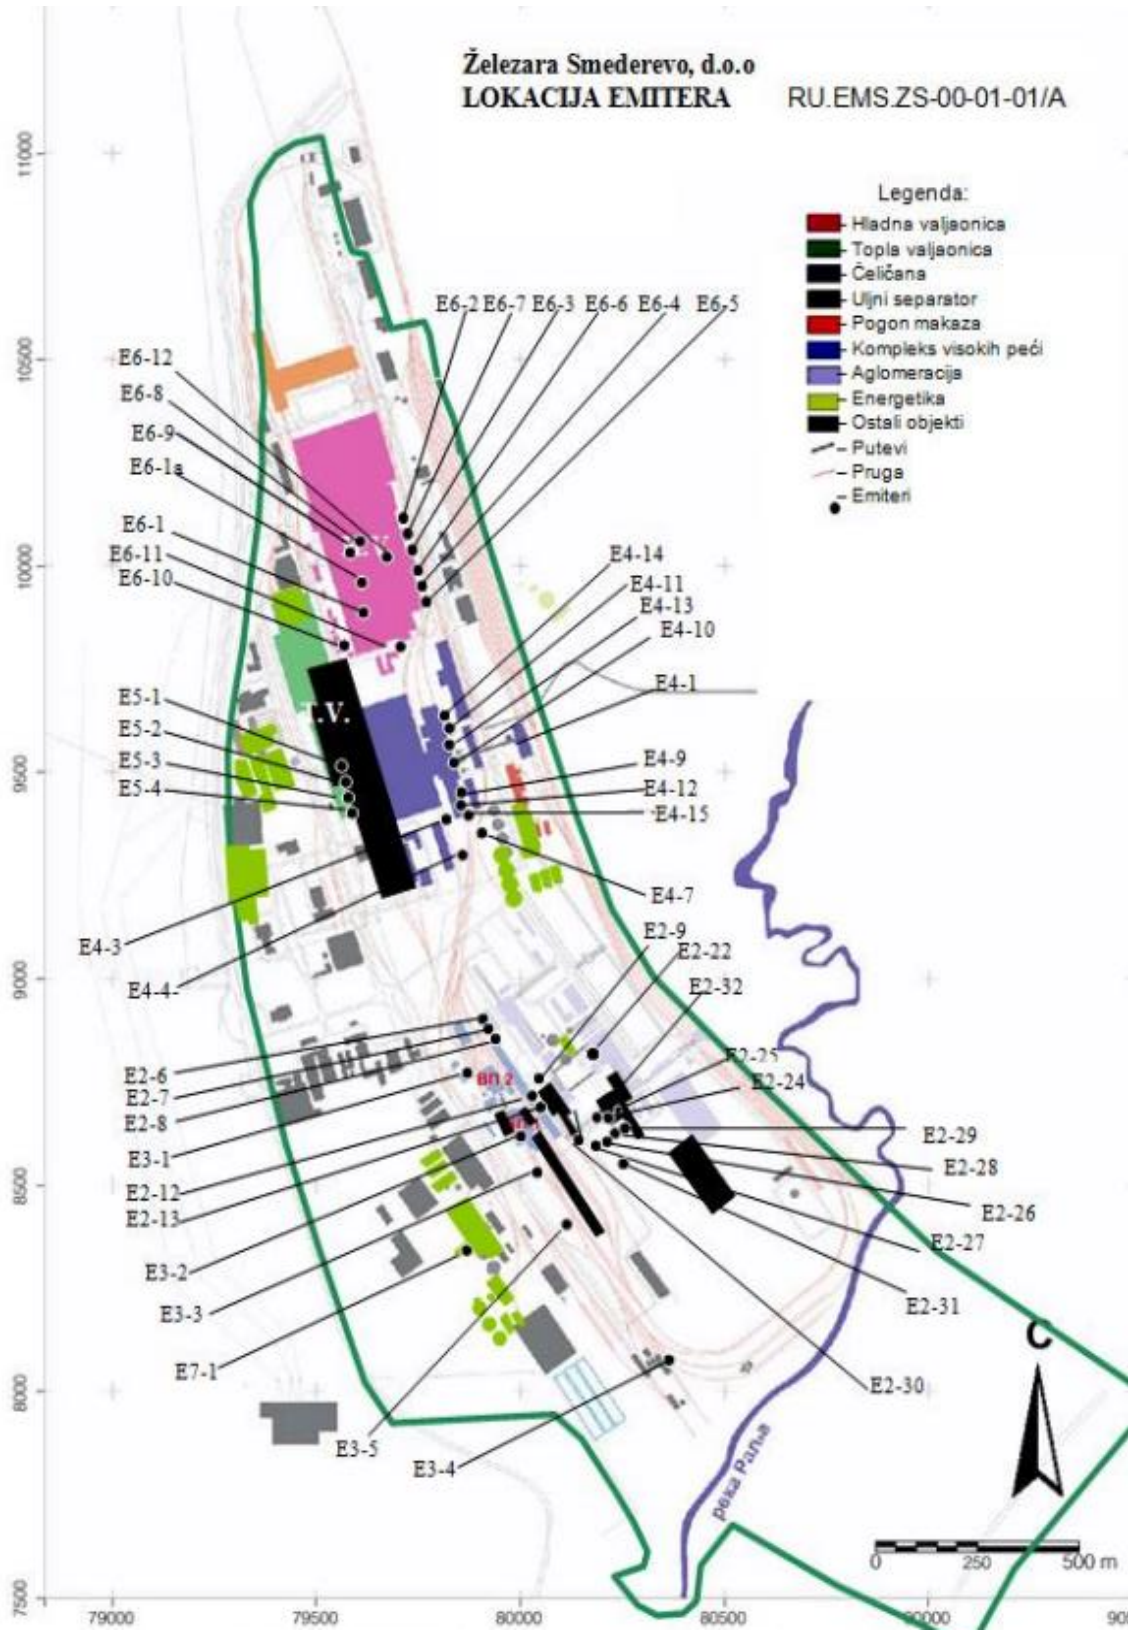 Železara Smederevo, d.o.o
LOKACIJA EMITERA RU.EMS.ZS-00-01-01/A
Legenda:
Hladna valjaonica
Topla valjaonica
Čeličana
Uljni separator
Pogon makaza
Kompleks visokih peći
Aglomeracija
Energetika
Ostali objekti
Putevi
Pruga
Emiteri
E6-2 E6-7 E6-3 E6-6 E6-4 E6-5
E6-12
E6-8
E6-9
E6-1a
E6-1
E6-11
E6-10
E4-14
E4-11
E4-13
E4-10
E4-1
E5-1
E5-2
E5-3
E5-4
.V.
E4-9
E4-12
E4-15
E4-7
E4-3
E4-4-
E2-9
E2-22
E2-32
E2-25
E2-24
E2-6
E2-7
E2-8
E3-1
E2-12
E2-13
E3-2
E3-3
E7-1
ВП 2
E2-29
E2-28
E2-26
E2-27
E2-31
E2-30
E3-5
E3-4
река Раља
C
0 250 500 m
11000
10500
10000
9500
9000
8500
8000
7500
79000 79500 80000 80500